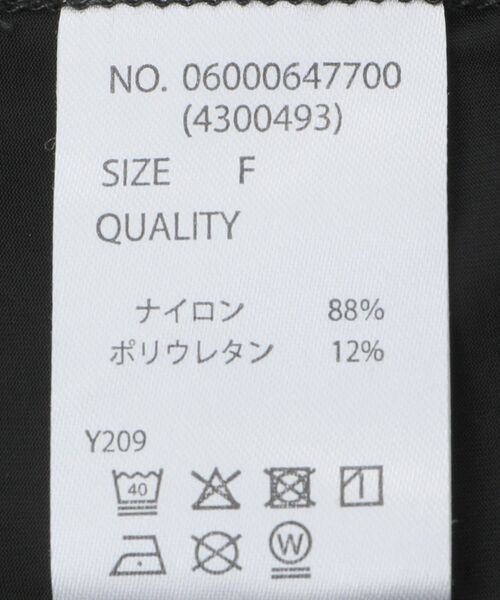 NO. 06000647700
(4300493)
SIZE F
QUALITY
ナイロン 88%
ポリウレタン 12%
Y209
40
W